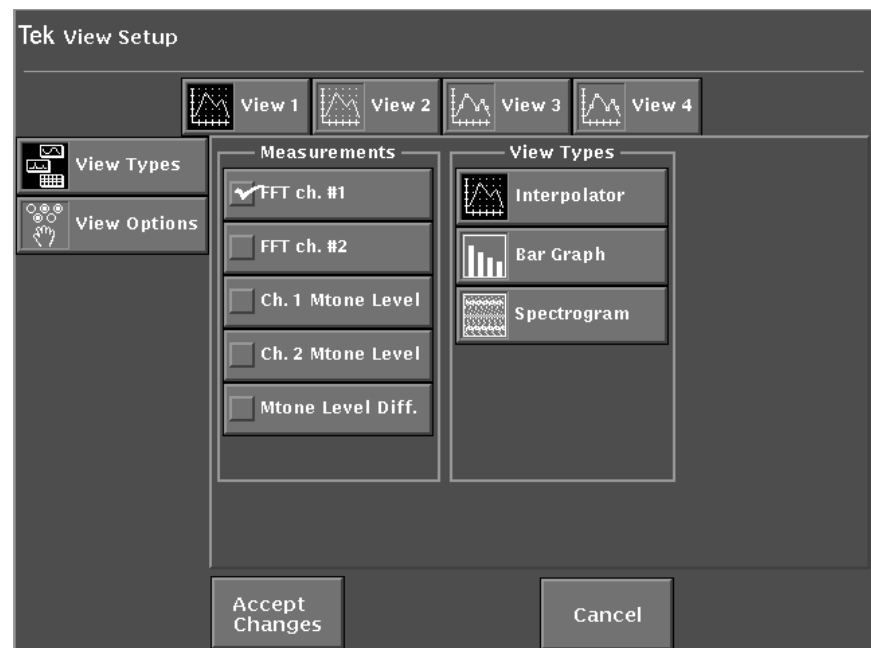 Tek View Setup
View 1
View 2
View 3
View 4
View Types
View Options
Measurements
FFT ch. #1
FFT ch. #2
Ch. 1 Mtone Level
Ch. 2 Mtone Level
Mtone Level Diff.
View Types
Interpolator
Bar Graph
Spectrogram
Accept
Changes
Cancel